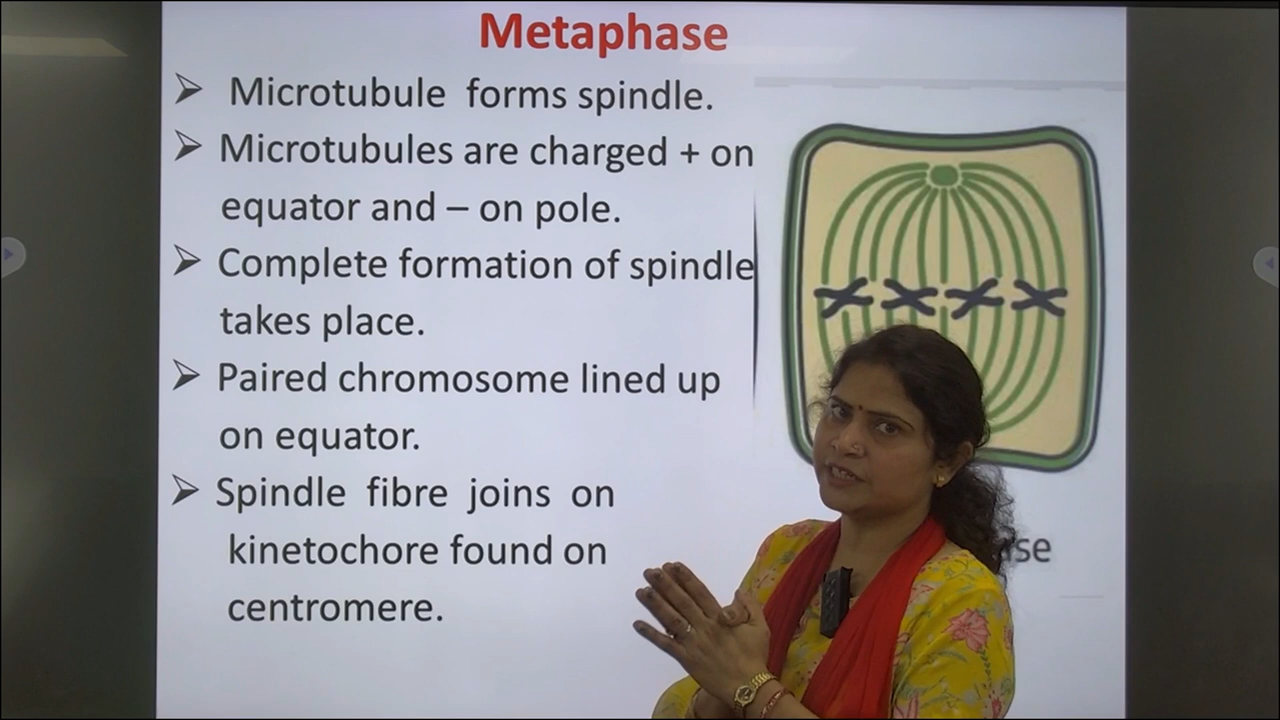 Metaphase
➢ Microtubule forms spindle.
➢ Microtubules are charged + on
equator and – on pole.
➢ Complete formation of spindle
takes place.
➢ Paired chromosome lined up
on equator.
➢ Spindle fibre joins on
kinetochore found on
centromere.